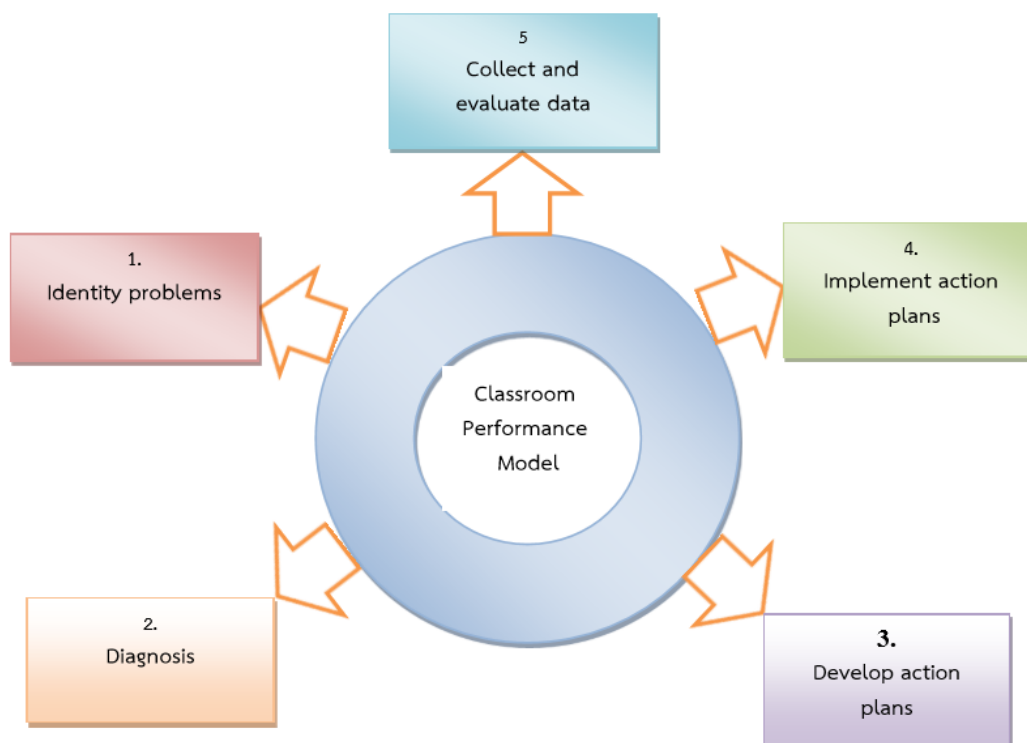 5
Collect and
evaluate data
1.
Identity problems
4.
Implement action
plans
Classroom
Performance
Model
2.
Diagnosis
3.
Develop action
plans